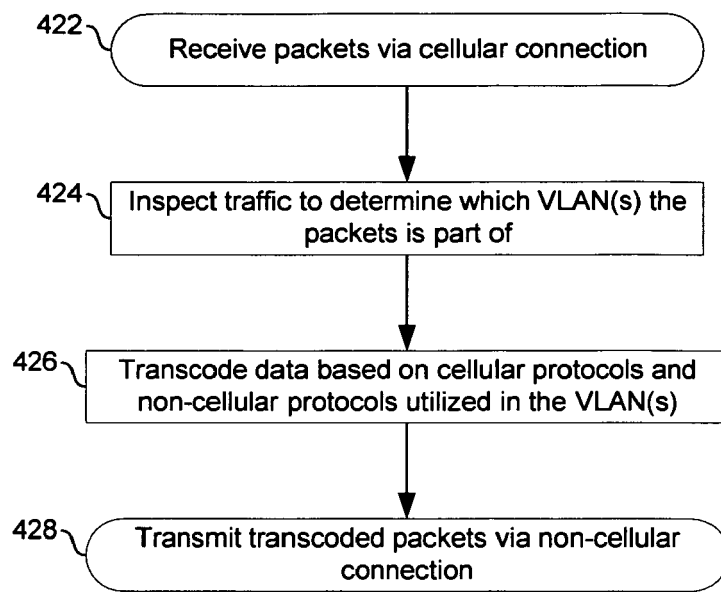 422
Receive packets via cellular connection
424
Inspect traffic to determine which VLAN(s) the
packets is part of
426
Transcode data based on cellular protocols and
non-cellular protocols utilized in the VLAN(s)
428
Transmit transcoded packets via non-cellular
connection